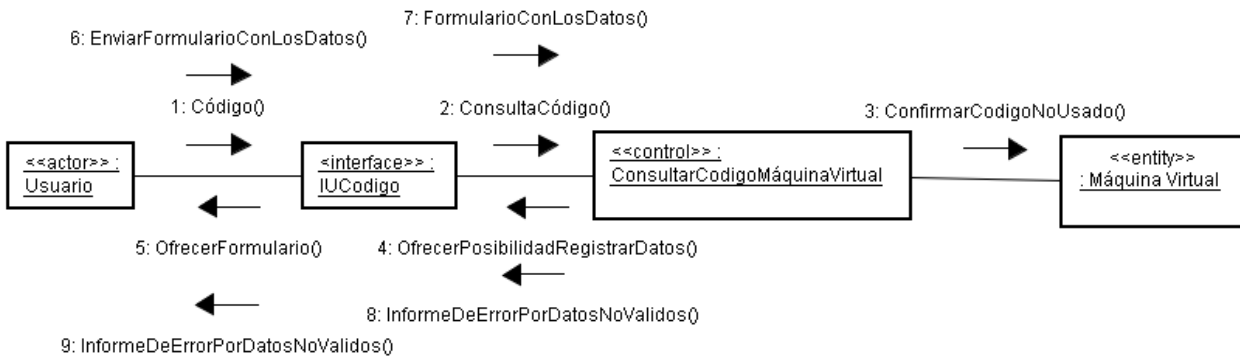 7: FormularioConLosDatos()
6: EnviarFormularioConLosDatos()
1: Código()
2: ConsultaCódigo()
3: ConfirmarCodigoNoUsado()
<<actor>> :
Usuario
<interface>> :
IUCodigo
<<control>> :
ConsultarCodigoMáquinaVirtual
<<entity>>
: Máquina Virtual
5: OfrecerFormulario()
4: OfrecerPosibilidadRegistrarDatos()
8: InformeDeErrorPorDatosNoValidos()
9: InformeDeErrorPorDatosNoValidos()